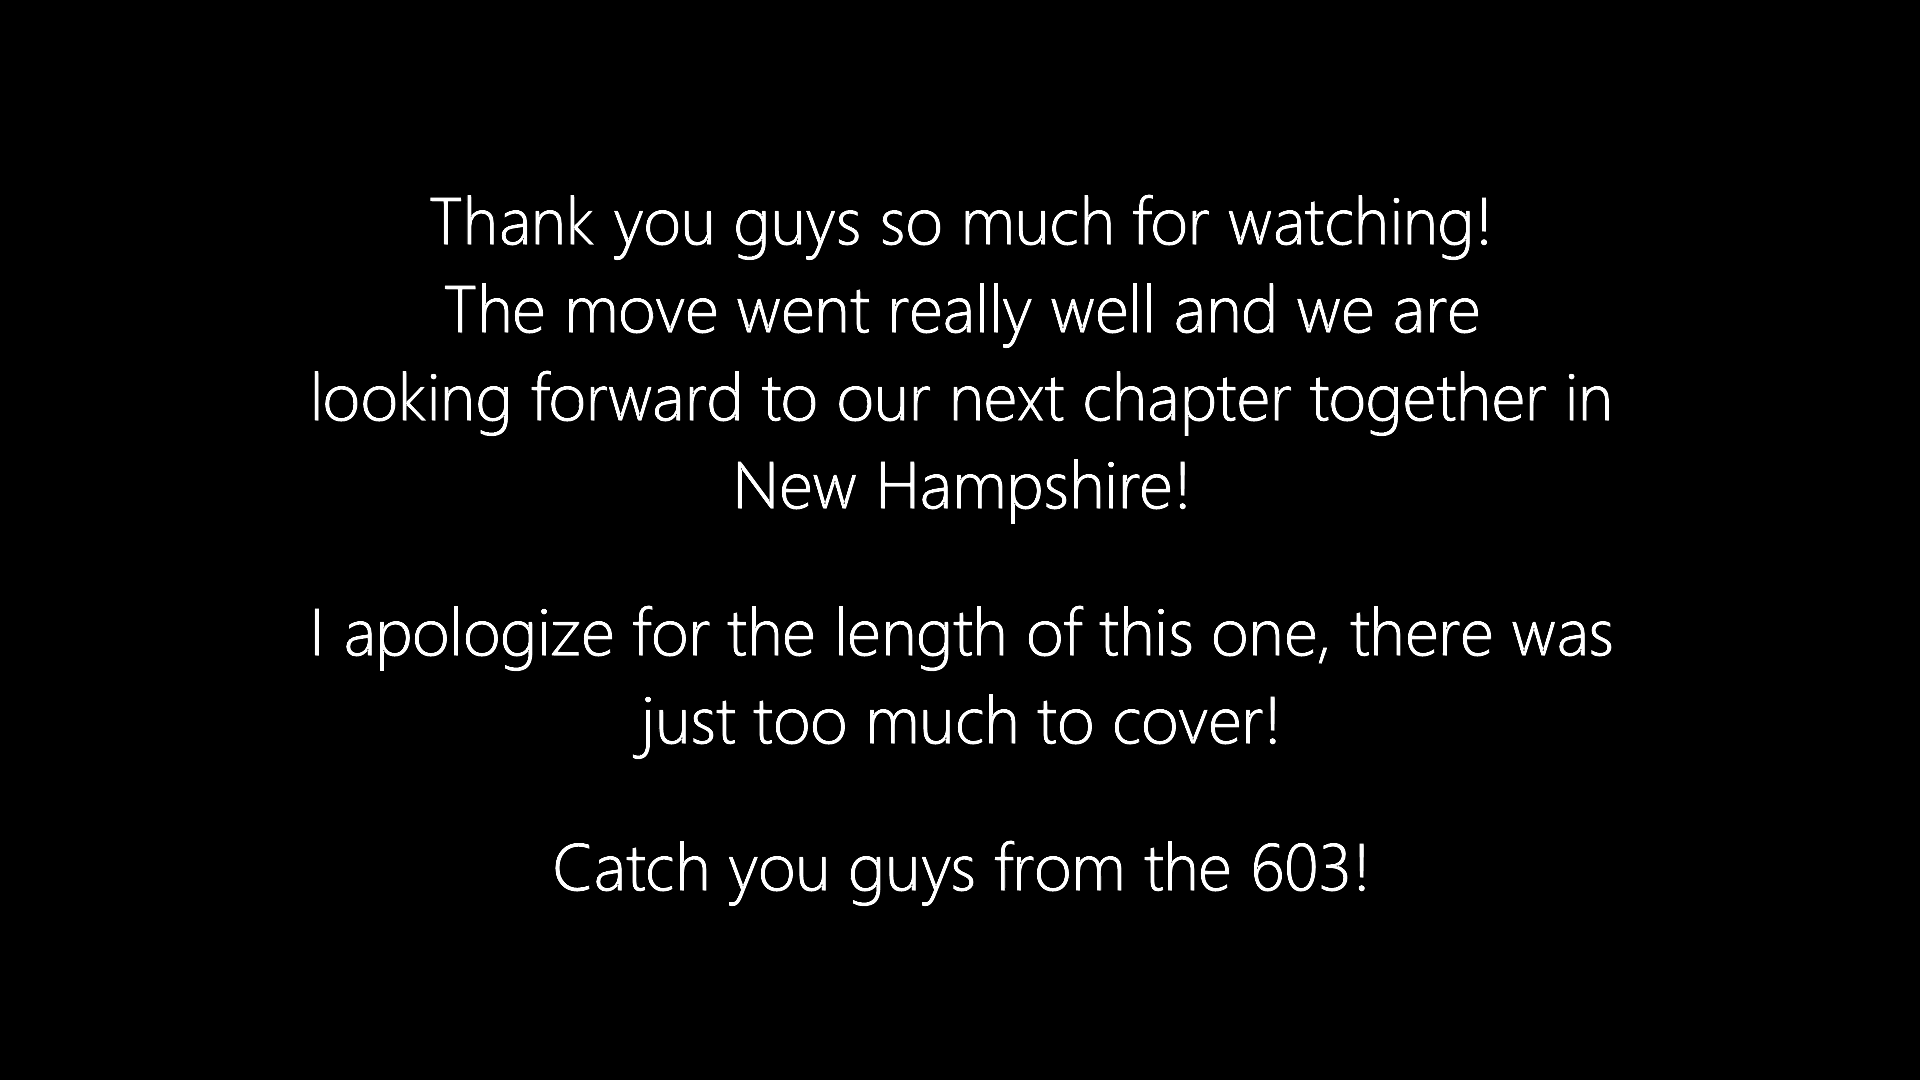 Thank you guys so much for watching!
The move went really well and we are
looking forward to our next chapter together in
New Hampshire!
I apologize for the length of this one, there was
just too much to cover!
Catch you guys from the 603!